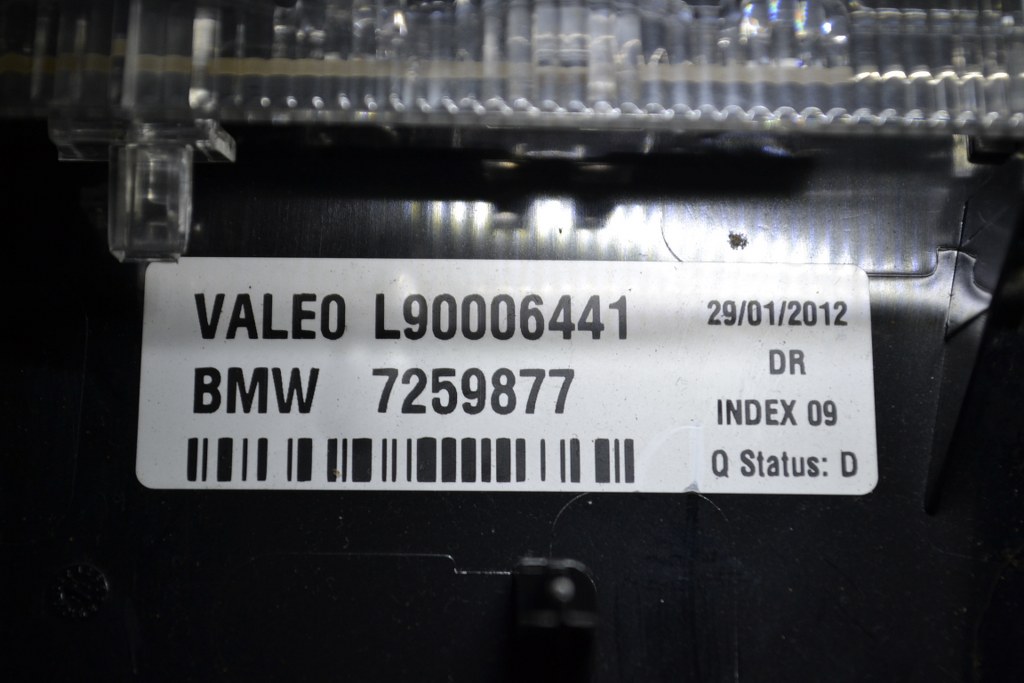 VALEO L90006441
BMW 7259877
29/01/2012
DR
INDEX 09
Q Status: D